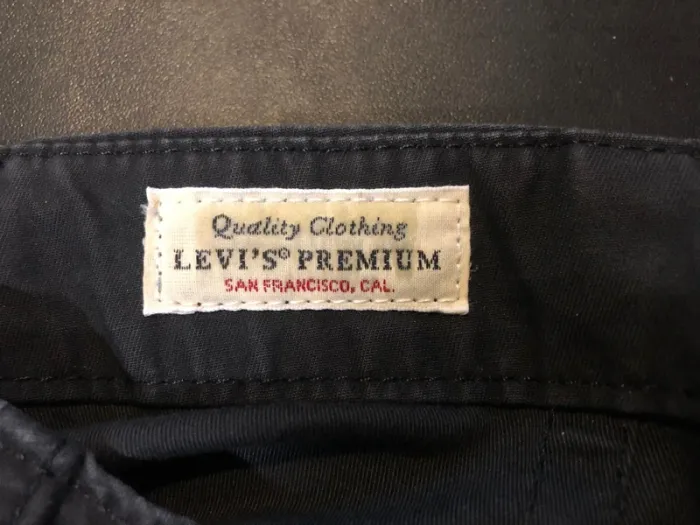 Quality Clothing
LEVI'S® PREMIUM
SAN FRANCISCO, CAL.